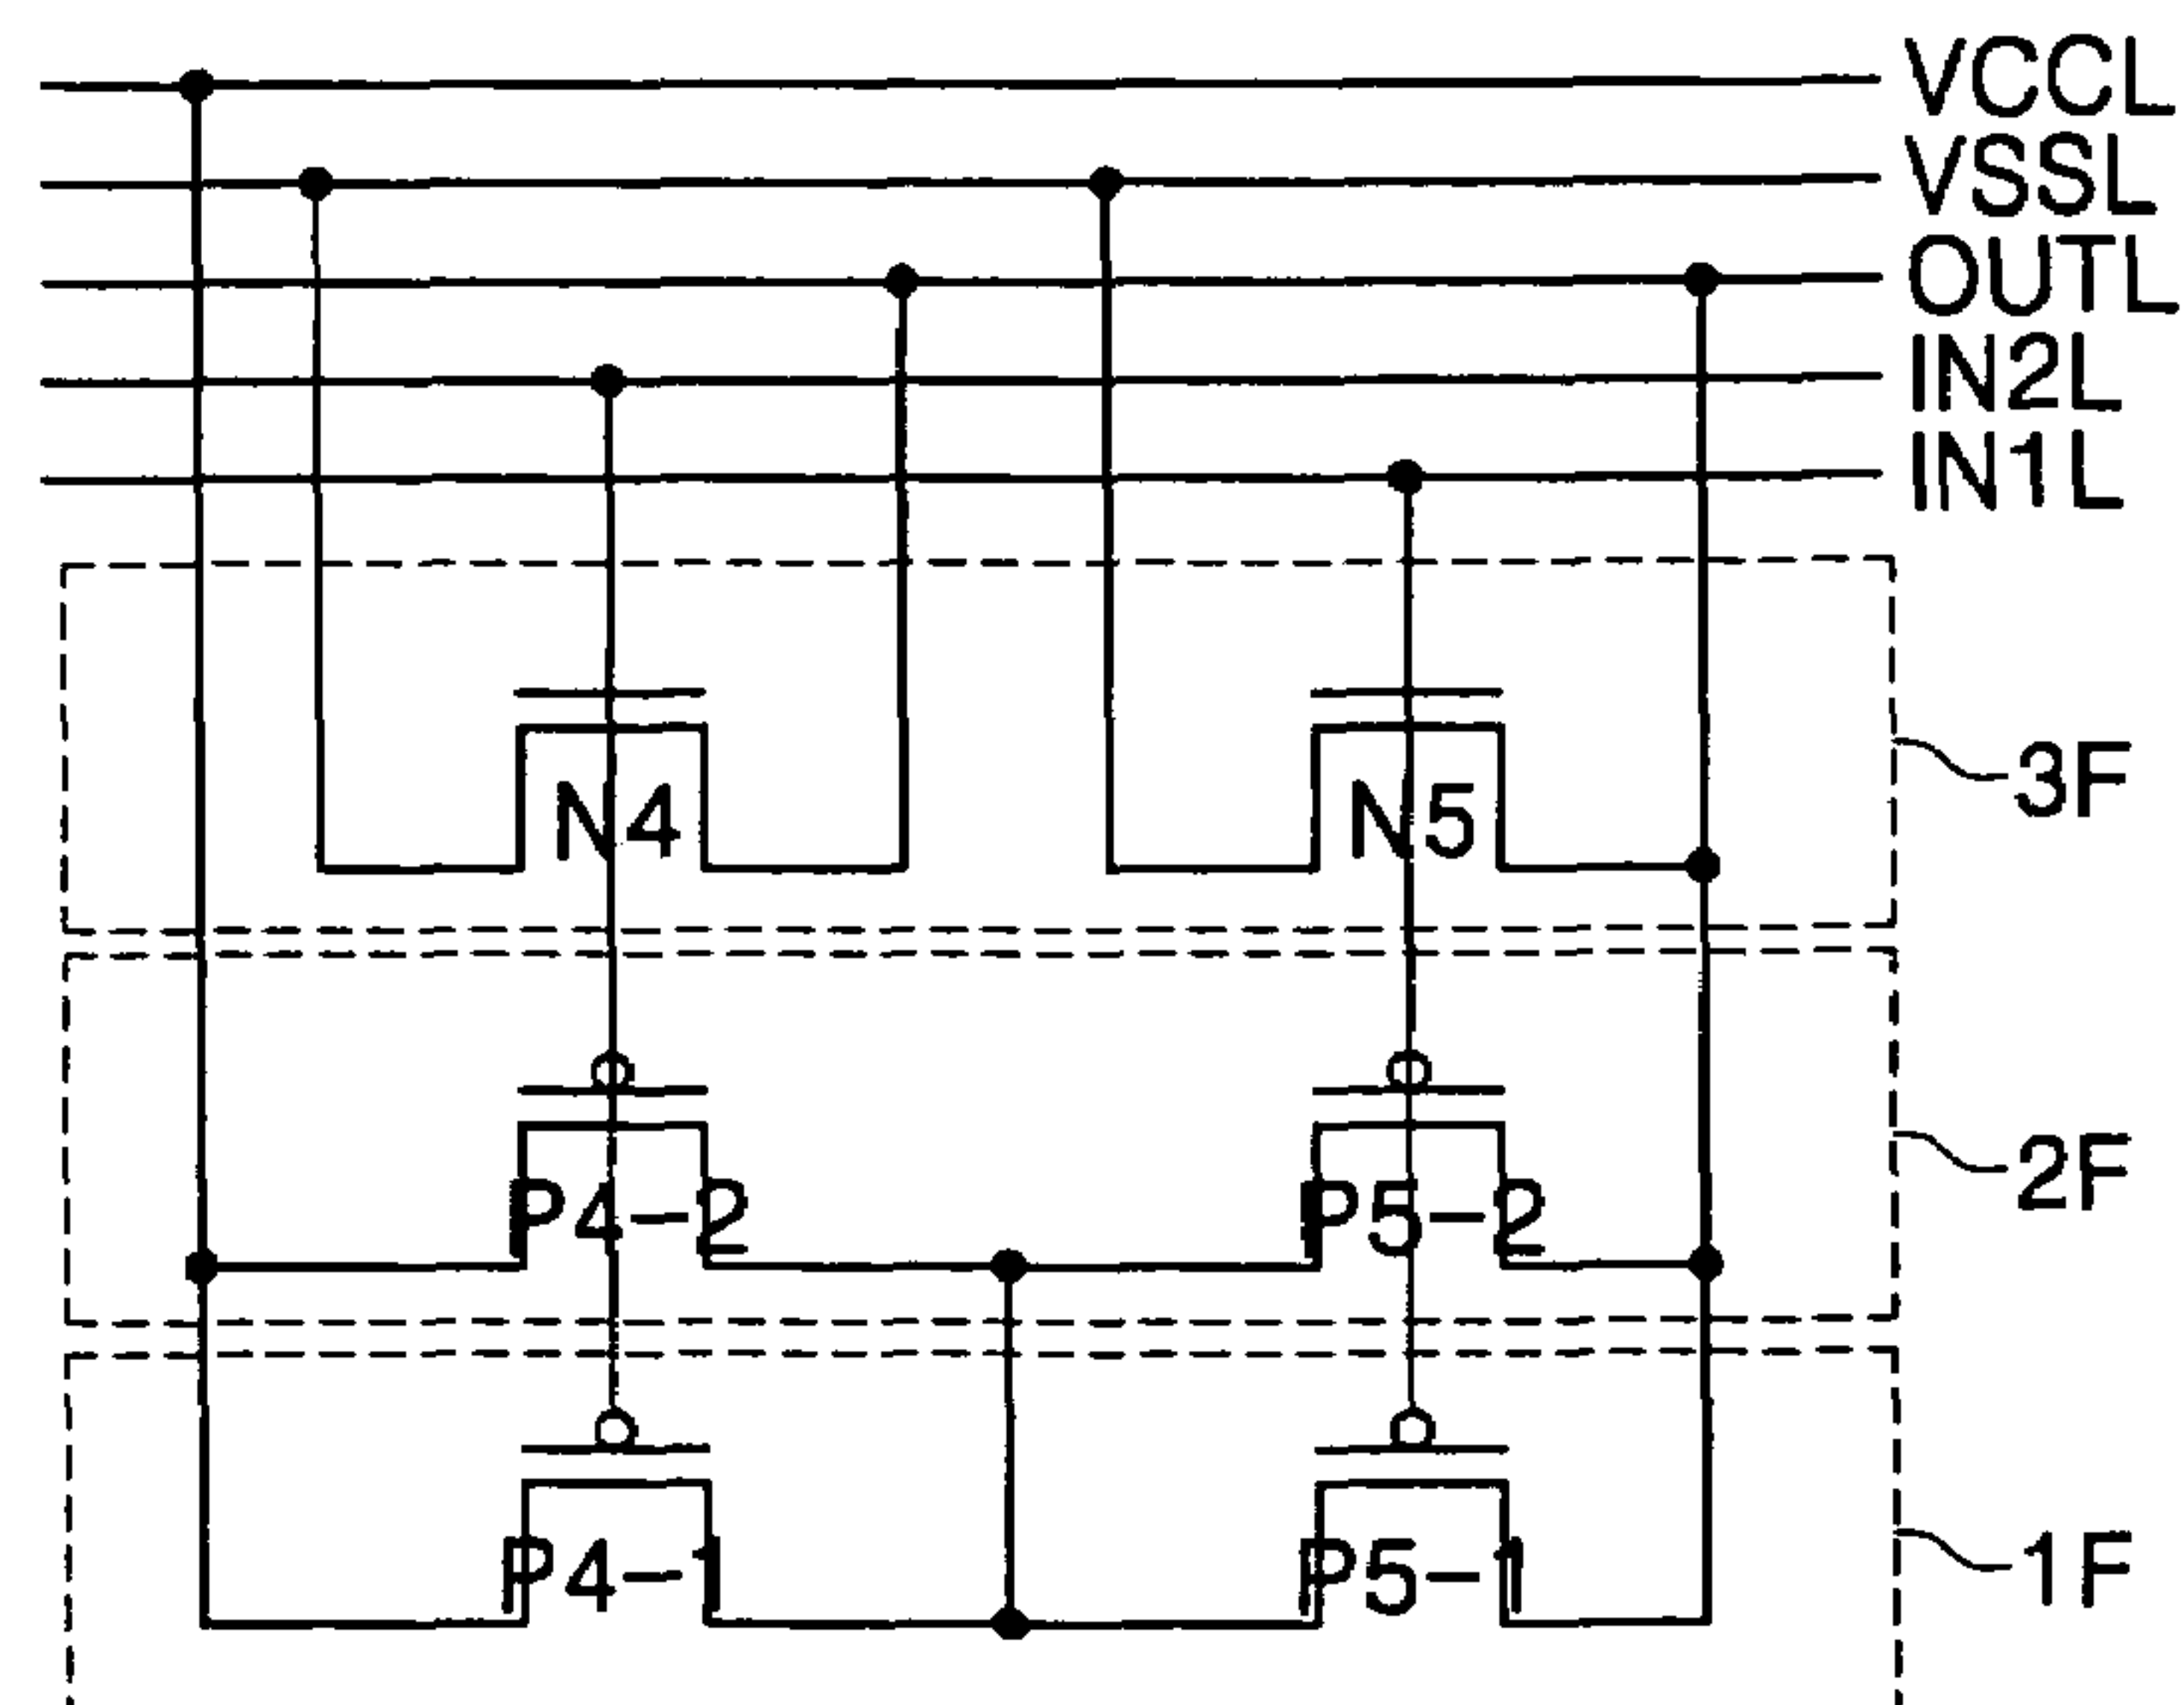 VCCL
VSSL
OUTL
IN2L
IN1L
N4 N5
3F
P4-2 P5-2
2F
P4-1 P5-1
1F